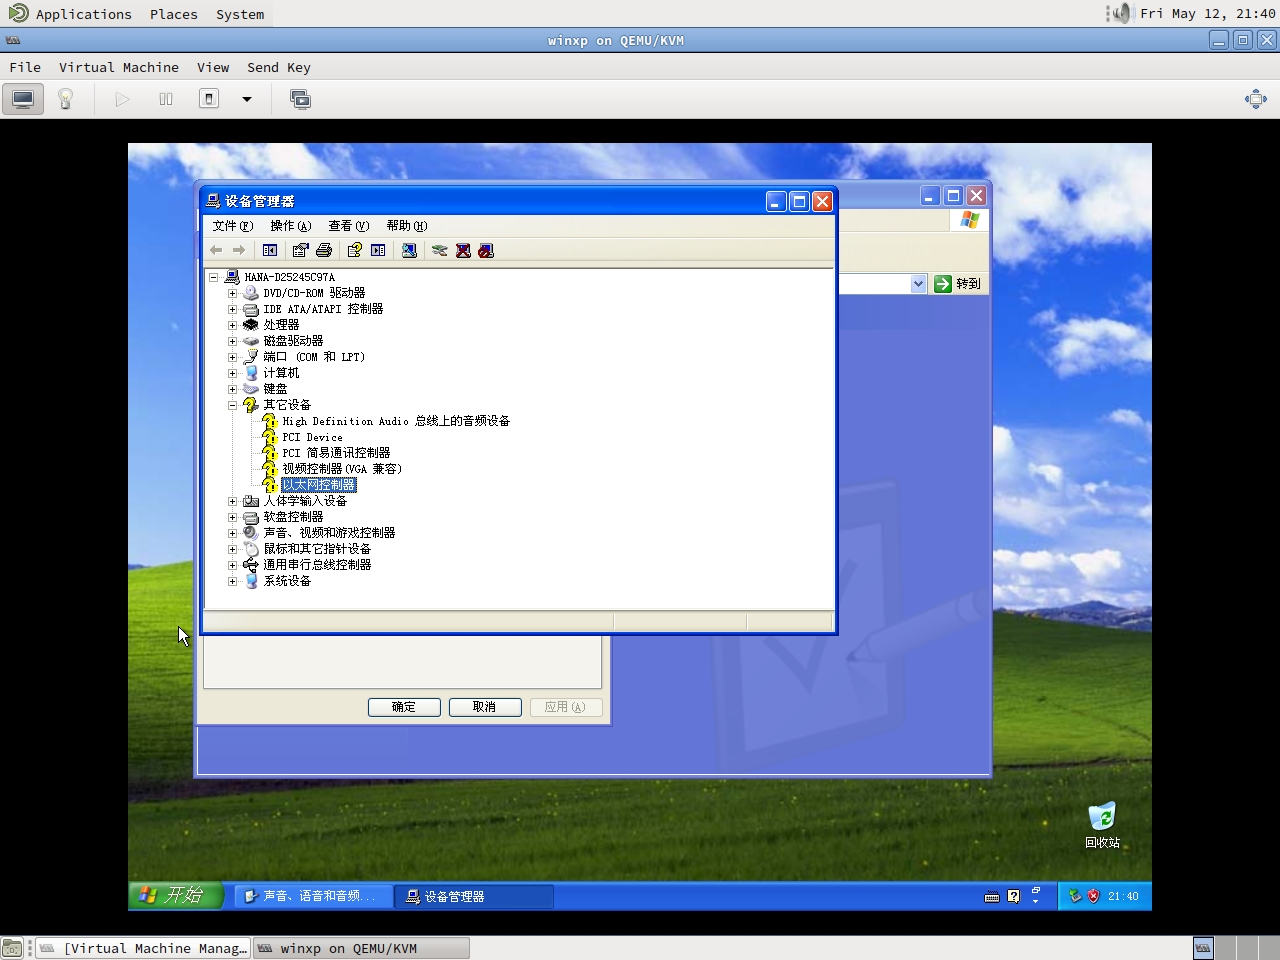 Applications Places System Fri May 12, 21:40
winxp on QEMU/KVM
File Virtual Machine View Send Key
设备管理器
文件(F) 操作(A) 查看(V) 帮助(H)
转到
HANA-D25245C97A
DVD/CD-ROM 驱动器
IDE ATA/ATAPI 控制器
处理器
磁盘驱动器
端口 (COM 和 LPT)
计算机
键盘
其它设备
High Definition Audio 总线上的音频设备
PCI Device
PCI 简易通讯控制器
视频控制器(VGA 兼容)
以太网控制器
人体学输入设备
软盘控制器
声音、视频和游戏控制器
鼠标和其它指针设备
通用串行总线控制器
系统设备
确定 取消 应用(A)
回收站
开始 声音、语音和音频... 设备管理器 21:40
[Virtual Machine Manag... winxp on QEMU/KVM